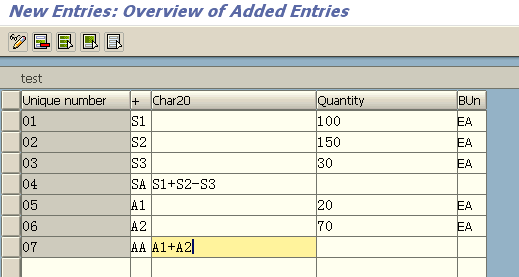 New Entries: Overview of Added Entries
test
Unique number + Char20 Quantity BUn
01 S1 100 EA
02 S2 150 EA
03 S3 30 EA
04 SA S1+S2-S3
05 A1 20 EA
06 A2 70 EA
07 AA A1+A2